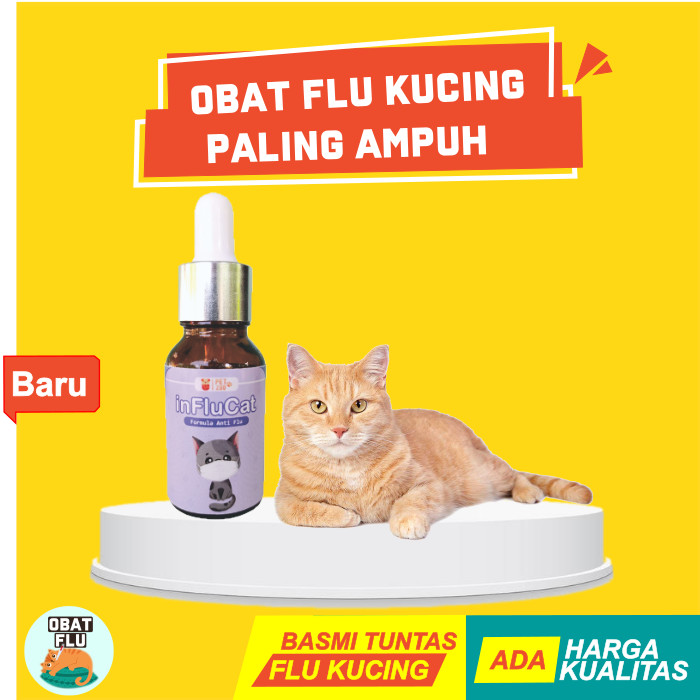 OBAT FLU KUCING
PALING AMPUH
Baru
inFluCat
Formula Anti Flu
OBAT
FLU
BASMI TUNTAS
FLU KUCING
ADA
HARGA
KUALITAS